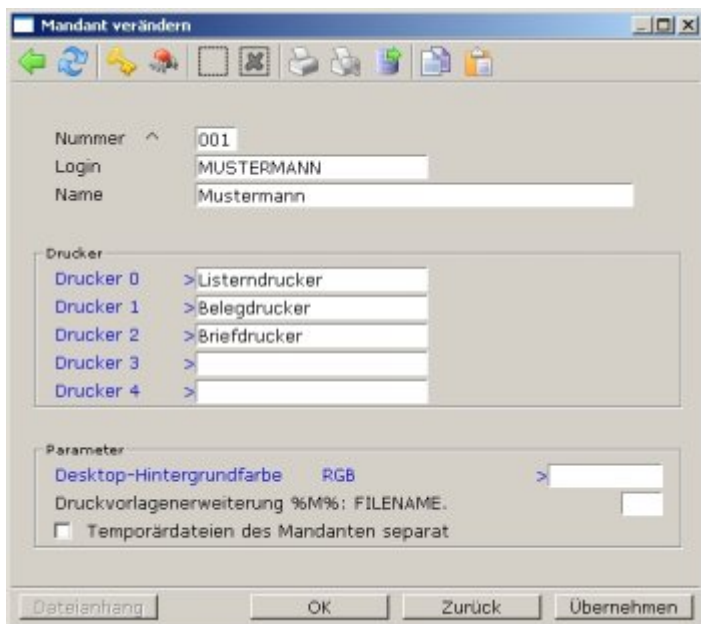 Mandant verändern
Nummer ^ 001
Login MUSTERMANN
Name Mustermann
Drucker
Drucker 0 >Listerndrucker
Drucker 1 >Belegdrucker
Drucker 2 >Briefdrucker
Drucker 3 >
Drucker 4 >
Parameter
Desktop-Hintergrundfarbe RGB >
Druckvorlagenerweiterung %M%: FILENAME.
Temporärdateien des Mandanten separat
Dateianhang OK Zurück Übernehmen